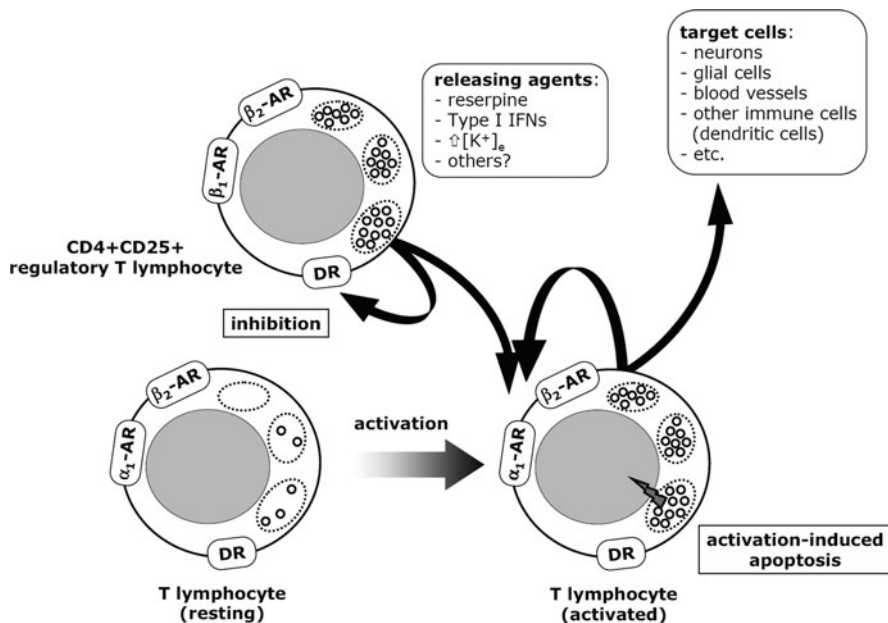 β2-AR
β1-AR
DR
CD4+CD25+
regulatory T lymphocyte
inhibition
releasing agents:
- reserpine
- Type I IFNs
- ⇧[K+]e
- others?
target cells:
- neurons
- glial cells
- blood vessels
- other immune cells
(dendritic cells)
- etc.
β2-AR
α1-AR
DR
T lymphocyte
(resting)
activation
β2-AR
α1-AR
DR
activation-induced
apoptosis
T lymphocyte
(activated)